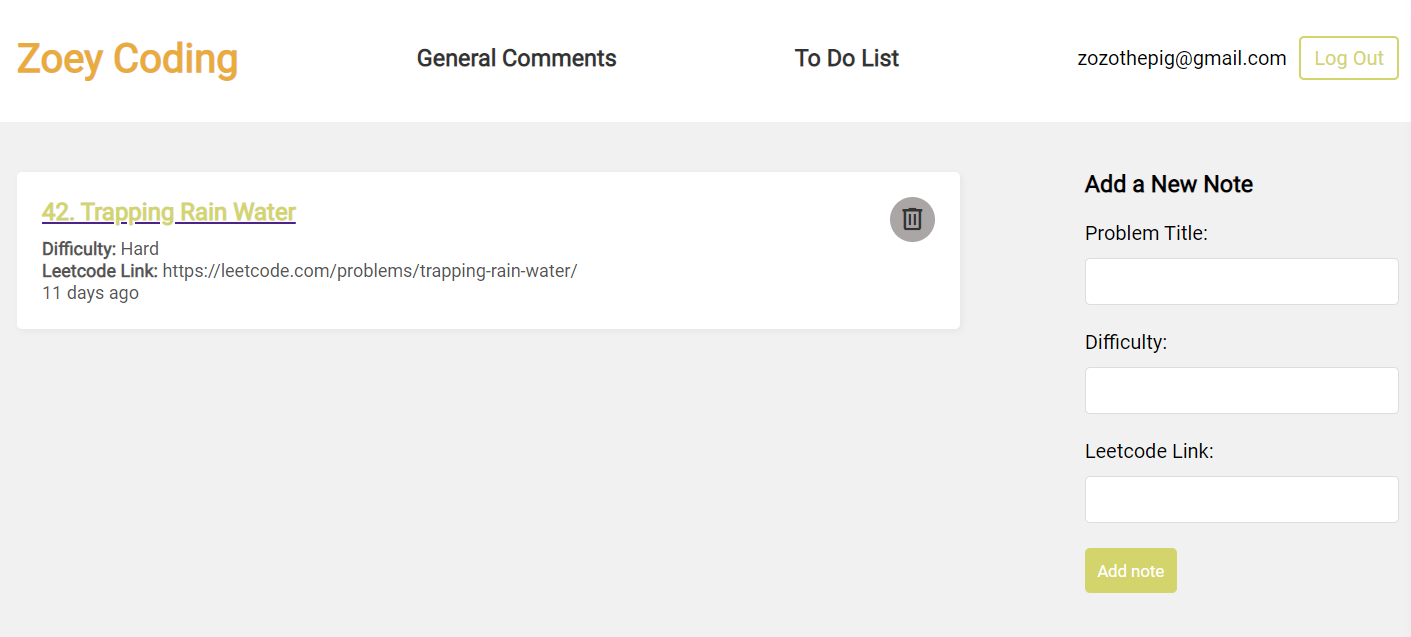 Zoey Coding
General Comments
To Do List
zozothepig@gmail.com
Log Out
42. Trapping Rain Water
Difficulty: Hard
Leetcode Link: https://leetcode.com/problems/trapping-rain-water/
11 days ago
Add a New Note
Problem Title:
Difficulty:
Leetcode Link:
Add note